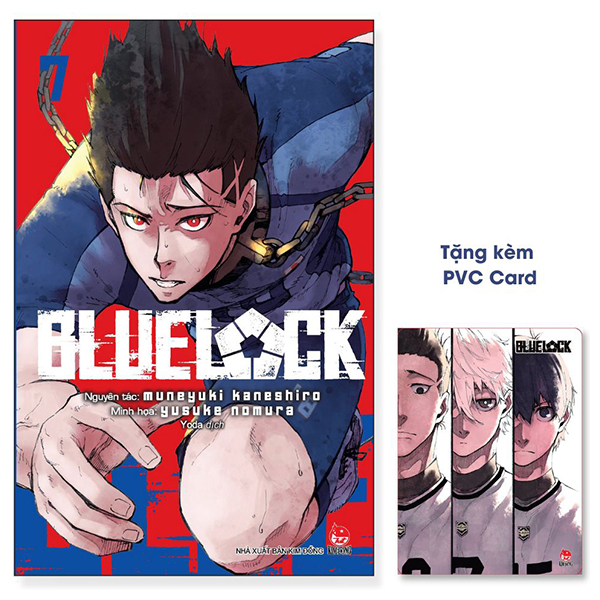 7
BLUELOCK
Nguyên tác: muneyuki kaneshiro
Minh họa: yusuke nomura
Yoda dịch
NHÀ XUẤT BẢN KIM ĐỒNG
Tặng kèm
PVC Card
BLUELOCK